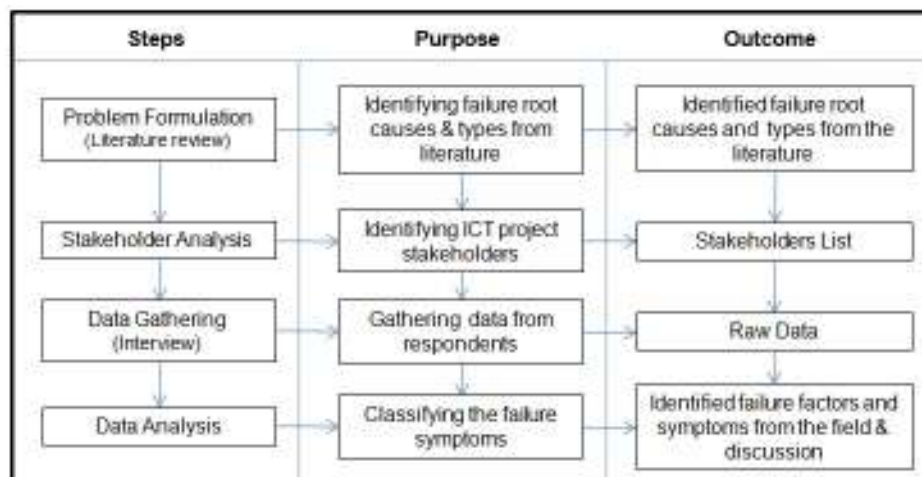 Steps
Purpose
Outcome
Problem Formulation
(Literature review)
Identifying failure root
causes & types from
literature
Identified failure root
causes and types from the
literature
Stakeholder Analysis
Identifying ICT project
stakeholders
Stakeholders List
Data Gathering
(Interview)
Gathering data from
respondents
Raw Data
Data Analysis
Classifying the failure
symptoms
Identified failure factors and
symptoms from the field &
discussion